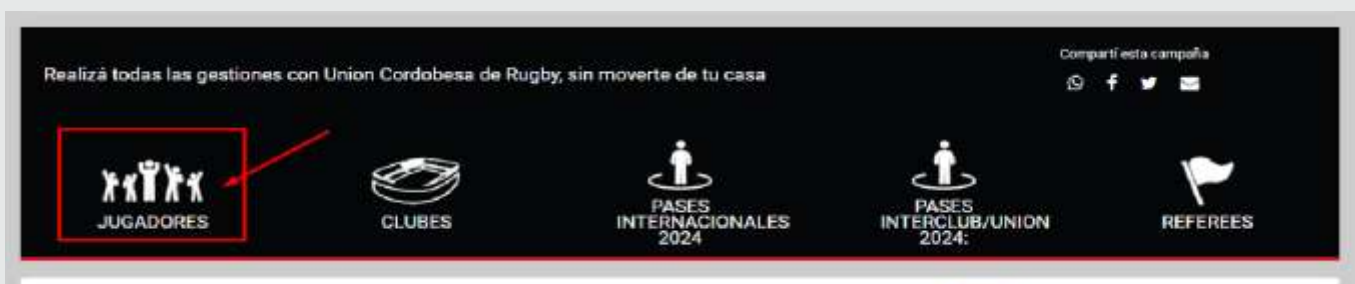 Compartí esta campaña
Realizá todas las gestiones con Union Cordobesa de Rugby, sin moverte de tu casa
JUGADORES
CLUBES
PASES
INTERNACIONALES
2024
PASES
INTERCLUB/UNION
2024:
REFEREES